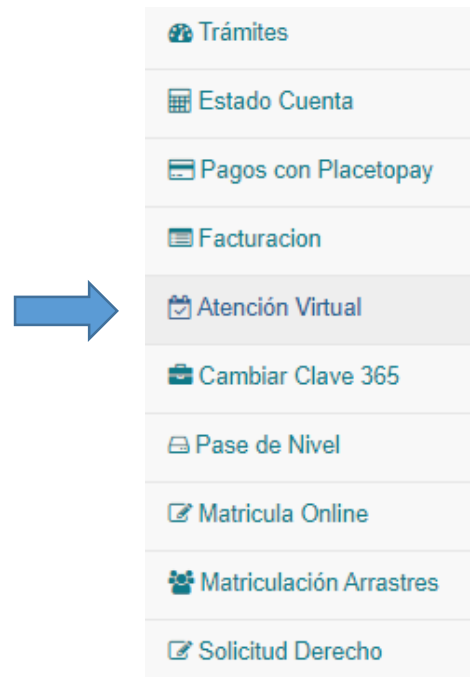 Trámites
Estado Cuenta
Pagos con Placetopay
Facturacion
Atención Virtual
Cambiar Clave 365
Pase de Nivel
Matricula Online
Matriculación Arrastres
Solicitud Derecho